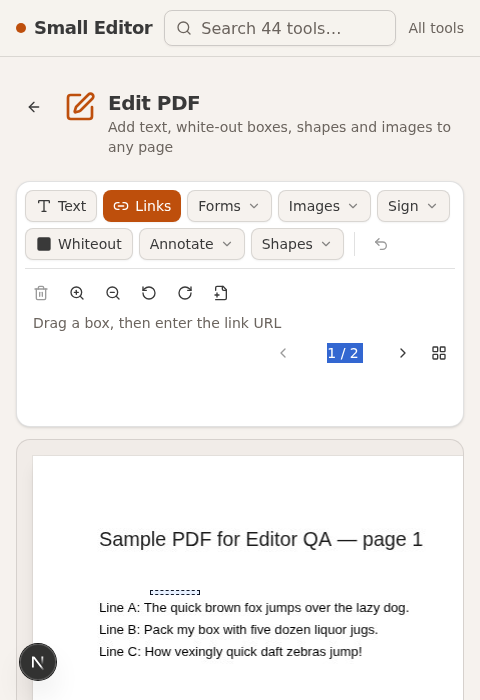 Small Editor
Search 44 tools...
All tools
Edit PDF
Add text, white-out boxes, shapes and images to
any page
Text
Links
Forms
Images
Sign
Whiteout
Annotate
Shapes
Drag a box, then enter the link URL
1 / 2
Sample PDF for Editor QA — page 1
Line A: The quick brown fox jumps over the lazy dog.
Line B: Pack my box with five dozen liquor jugs.
Line C: How vexingly quick daft zebras jump!
N